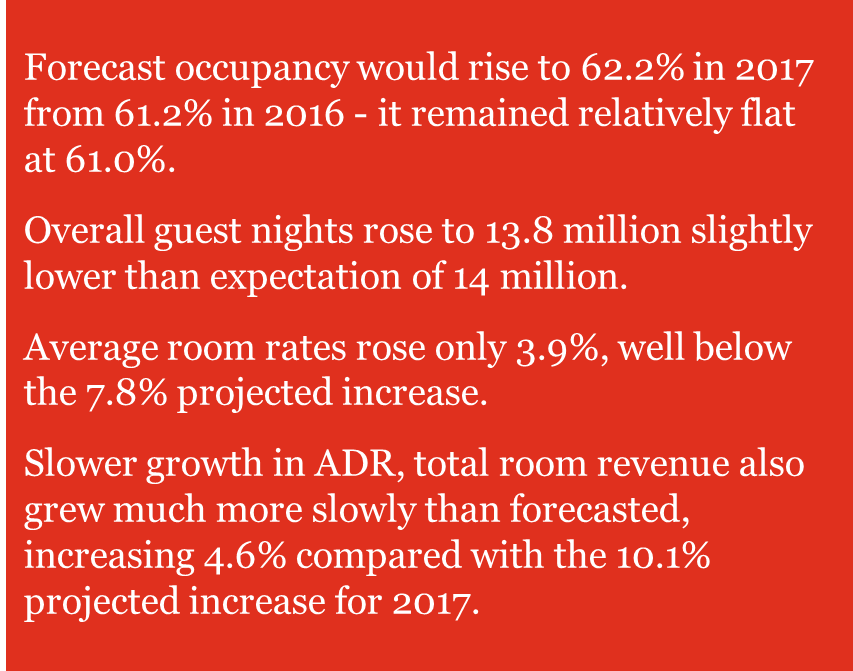 Forecast occupancy would rise to 62.2% in 2017
from 61.2% in 2016 - it remained relatively flat
at 61.0%.
Overall guest nights rose to 13.8 million slightly
lower than expectation of 14 million.
Average room rates rose only 3.9%, well below
the 7.8% projected increase.
Slower growth in ADR, total room revenue also
grew much more slowly than forecasted,
increasing 4.6% compared with the 10.1%
projected increase for 2017.